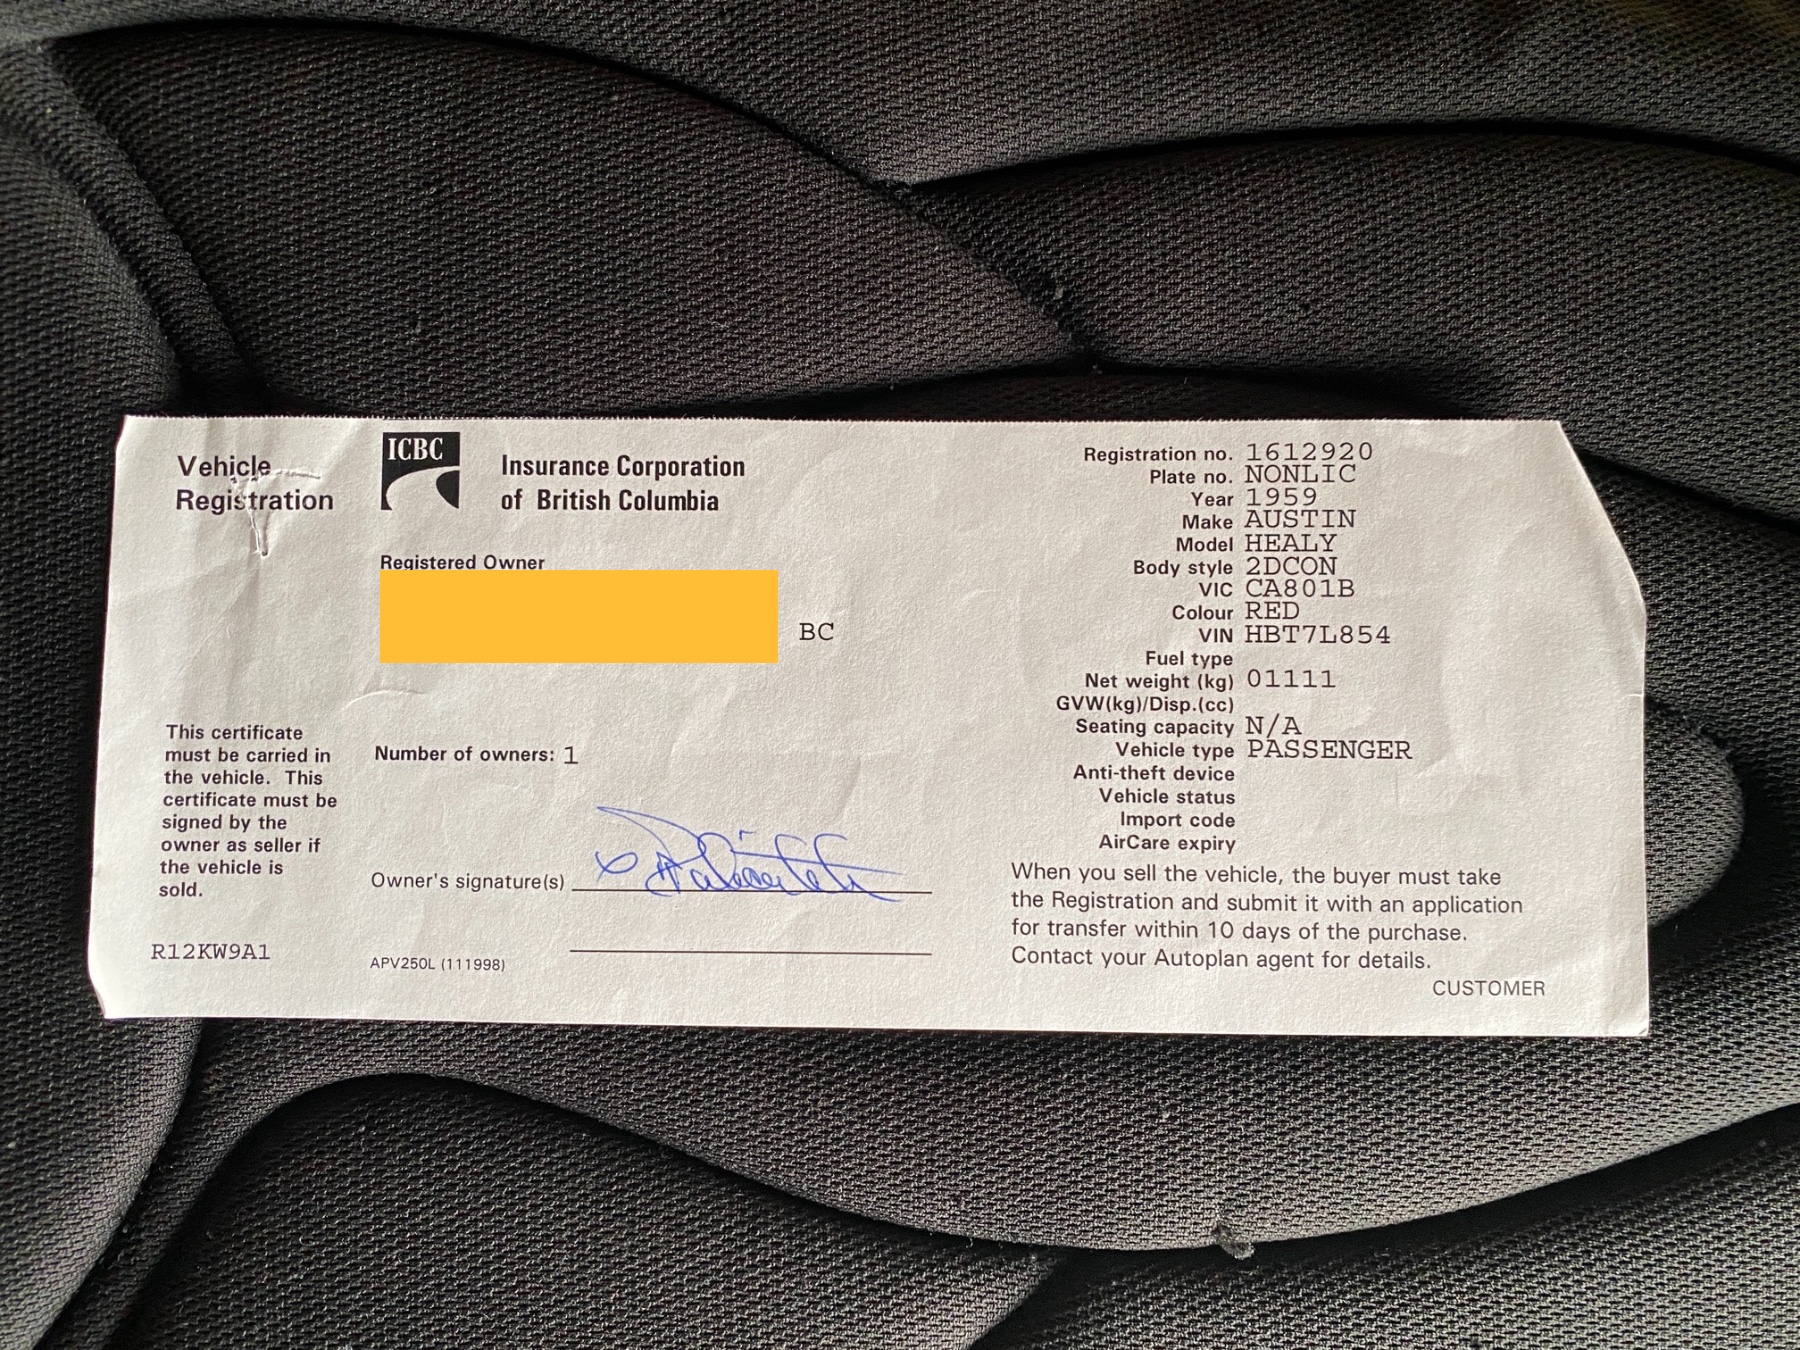 Vehicle
Registration
ICBC
Insurance Corporation
of British Columbia
Registered Owner
BC
Number of owners: 1
This certificate
must be carried in
the vehicle. This
certificate must be
signed by the
owner as seller if
the vehicle is
sold.
Owner's signature(s)
R12KW9A1
APV250L (111998)
Registration no. 1612920
Plate no. NONLIC
Year 1959
Make AUSTIN
Model HEALY
Body style 2DCON
VIC CA801B
Colour RED
VIN HBT7L854
Fuel type
Net weight (kg) 01111
GVW(kg)/Disp.(cc)
Seating capacity N/A
Vehicle type PASSENGER
Anti-theft device
Vehicle status
Import code
AirCare expiry
When you sell the vehicle, the buyer must take
the Registration and submit it with an application
for transfer within 10 days of the purchase.
Contact your Autoplan agent for details.
CUSTOMER